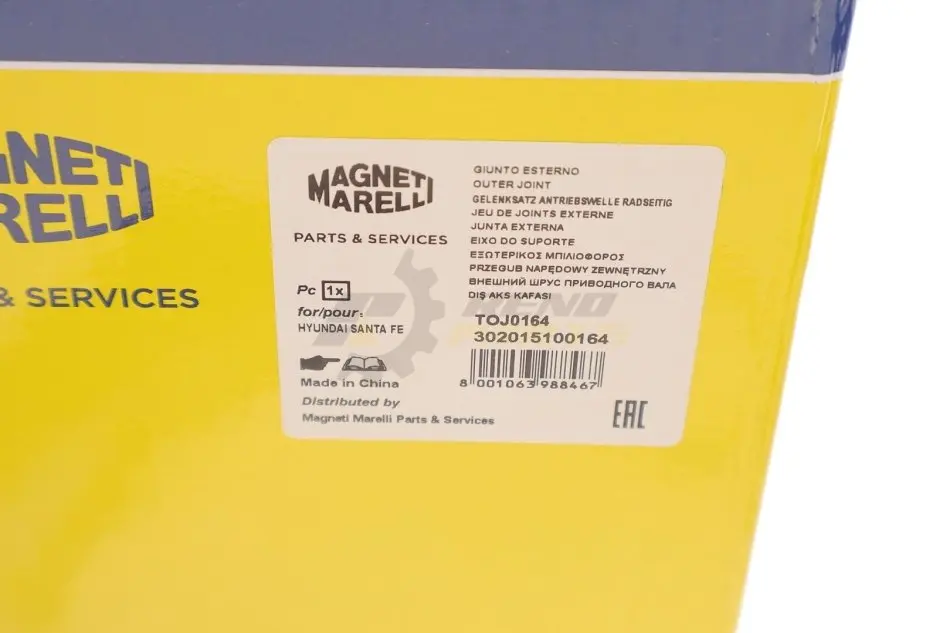 GNETI
RELLI
& SERVICES
MAGNETI
MARELLI
PARTS & SERVICES
Pc 1x
for/pour:
HYUNDAI SANTA FE
Made in China
Distributed by
Magneti Marelli Parts & Services
GIUNTO ESTERNO
OUTER JOINT
GELENKSATZ ANTRIEBSWELLE RADSEITIG
JEU DE JOINTS EXTERNE
JUNTA EXTERNA
EIXO DO SUPORTE
ΕΞΩΤΕΡΙΚΟΣ ΜΠΙΛΙΟΦΟΡΟΣ
PRZEGUB NAPĘDOWY ZEWNĘTRZNY
ВНЕШНИЙ ШРУС ПРИВОДНОГО ВАЛА
DIŞ AKS KAFASI
TOJ0164
302015100164
8 001063 988467
EAC